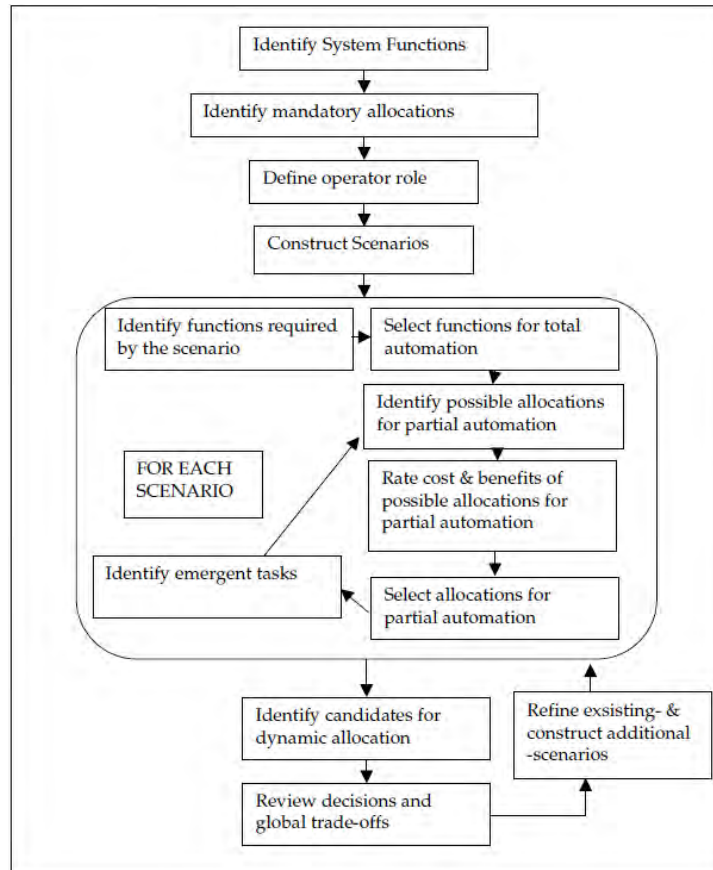 Identify System Functions
Identify mandatory allocations
Define operator role
Construct Scenarios
Identify functions required
by the scenario
Select functions for total
automation
Identify possible allocations
for partial automation
FOR EACH
SCENARIO
Rate cost & benefits of
possible allocations for
partial automation
Identify emergent tasks
Select allocations for
partial automation
Identify candidates for
dynamic allocation
Refine exsisting- &
construct additional
-scenarios
Review decisions and
global trade-offs